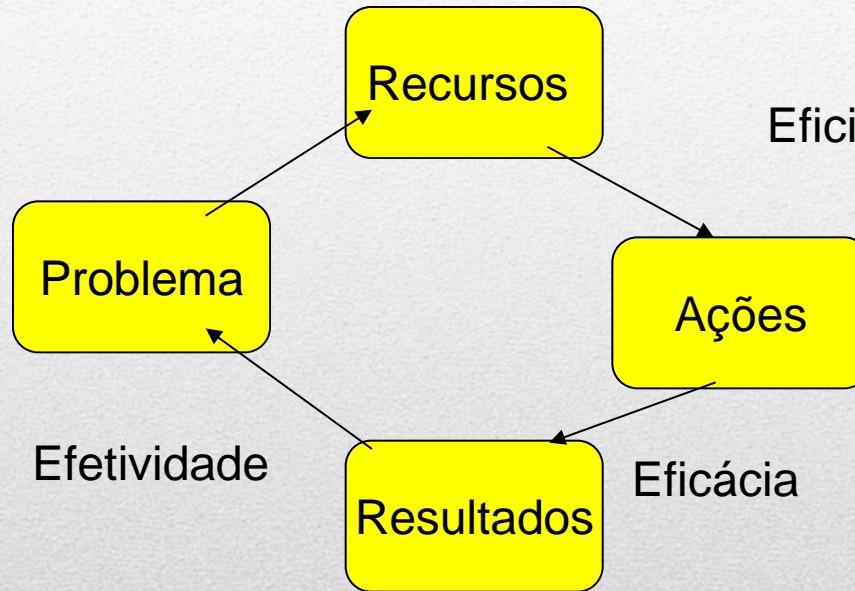 Recursos
Efici
Problema
Ações
Efetividade
Eficácia
Resultados